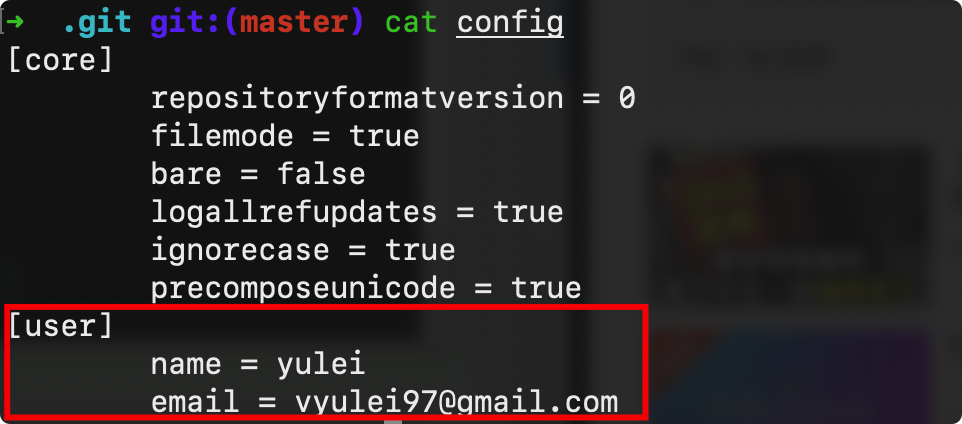 ➜ .git git:(master) cat config
[core]
repositoryformatversion = 0
filemode = true
bare = false
logallrefupdates = true
ignorecase = true
precomposeunicode = true
[user]
name = yulei
email = vyulei97@gmail.com